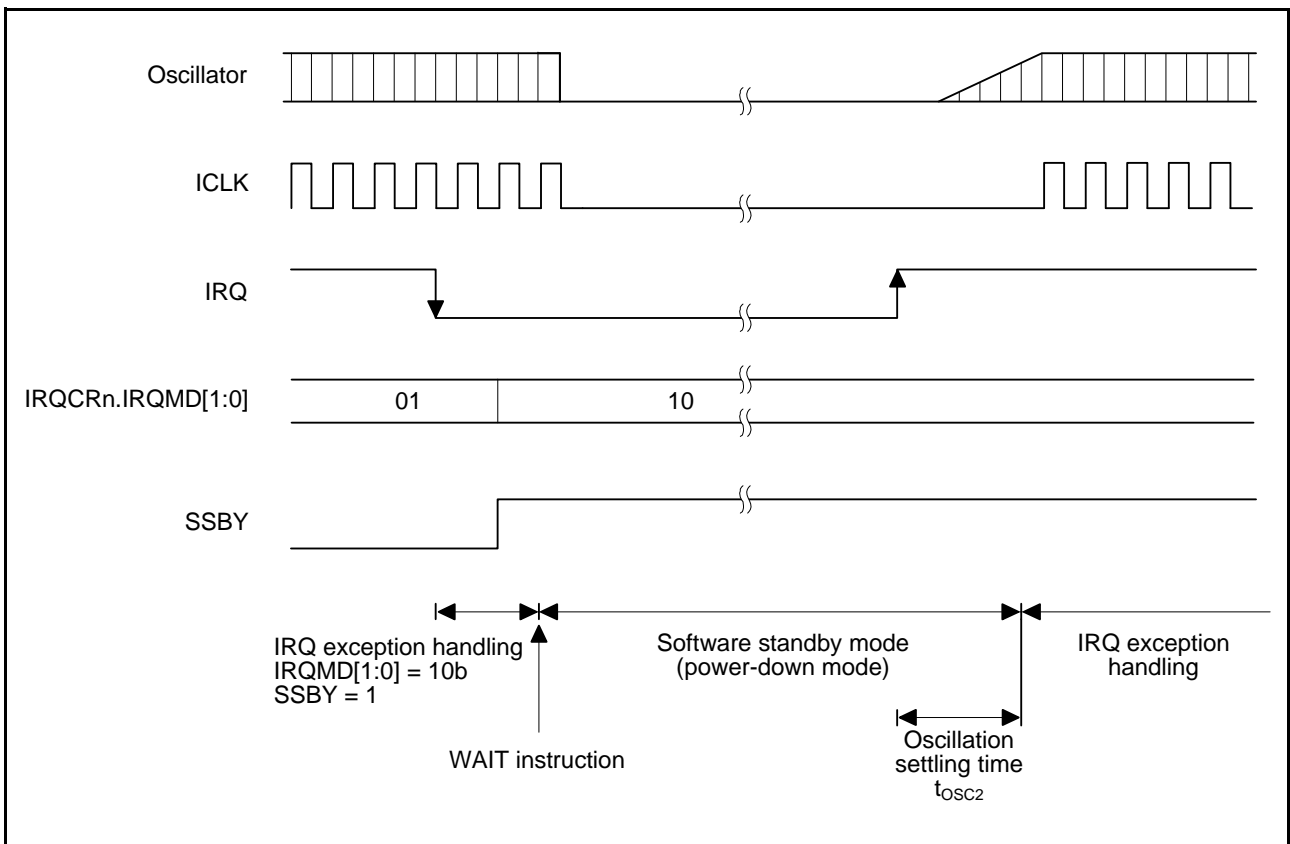 Oscillator
ICLK
IRQ
IRQCRn.IRQMD[1:0]
01
10
SSBY
IRQ exception handling
IRQMD[1:0] = 10b
SSBY = 1
WAIT instruction
Software standby mode
(power-down mode)
Oscillation
settling time
tOSC2
IRQ exception
handling